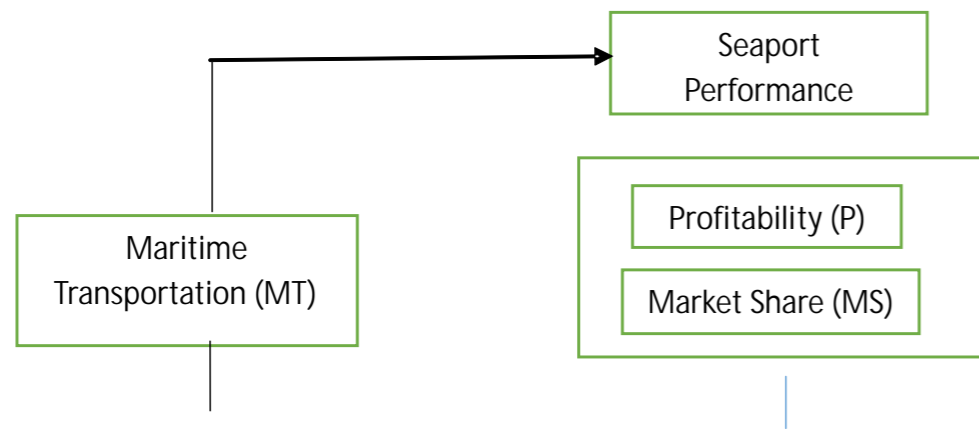 Seaport
Performance
Profitability (P)
Maritime
Transportation (MT)
Market Share (MS)